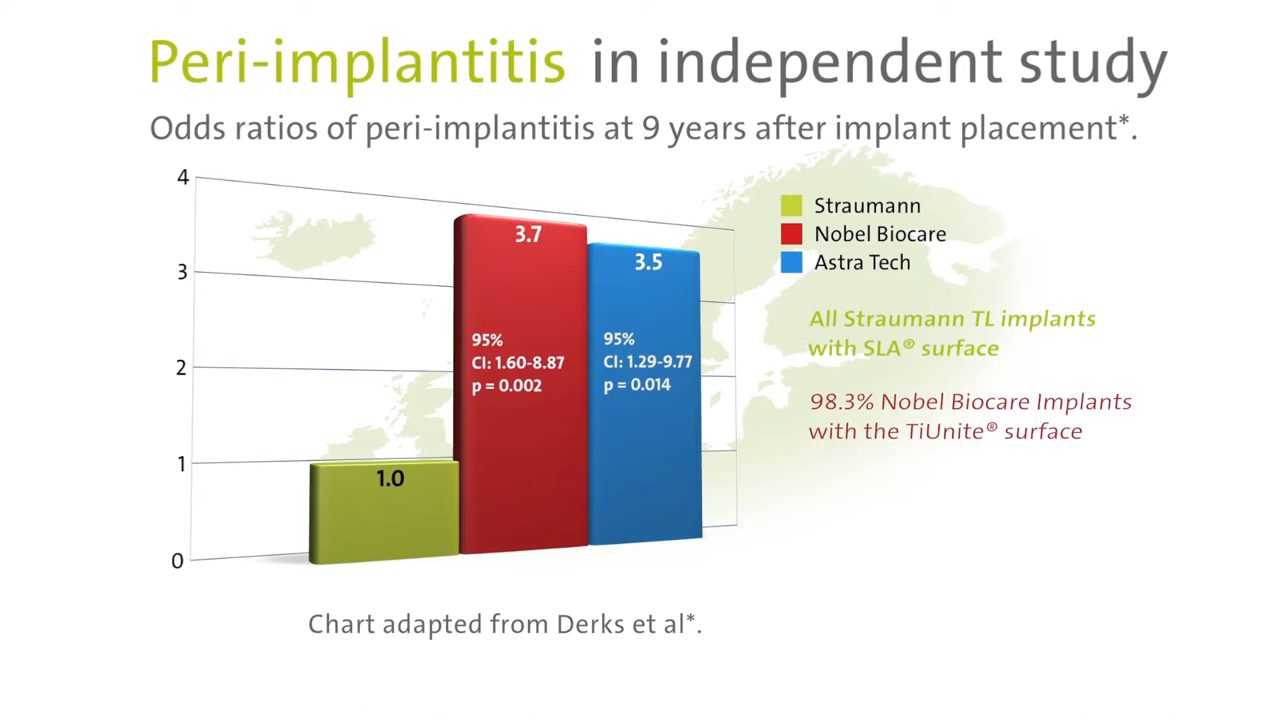 Peri-implantitis in independent study
Odds ratios of peri-implantitis at 9 years after implant placement*.
4
3
2
1
0
1.0
3.7
95%
CI: 1.60-8.87
p = 0.002
3.5
95%
CI: 1.29-9.77
p = 0.014
Straumann
Nobel Biocare
Astra Tech
All Straumann TL implants
with SLA® surface
98.3% Nobel Biocare Implants
with the TiUnite® surface
Chart adapted from Derks et al*.